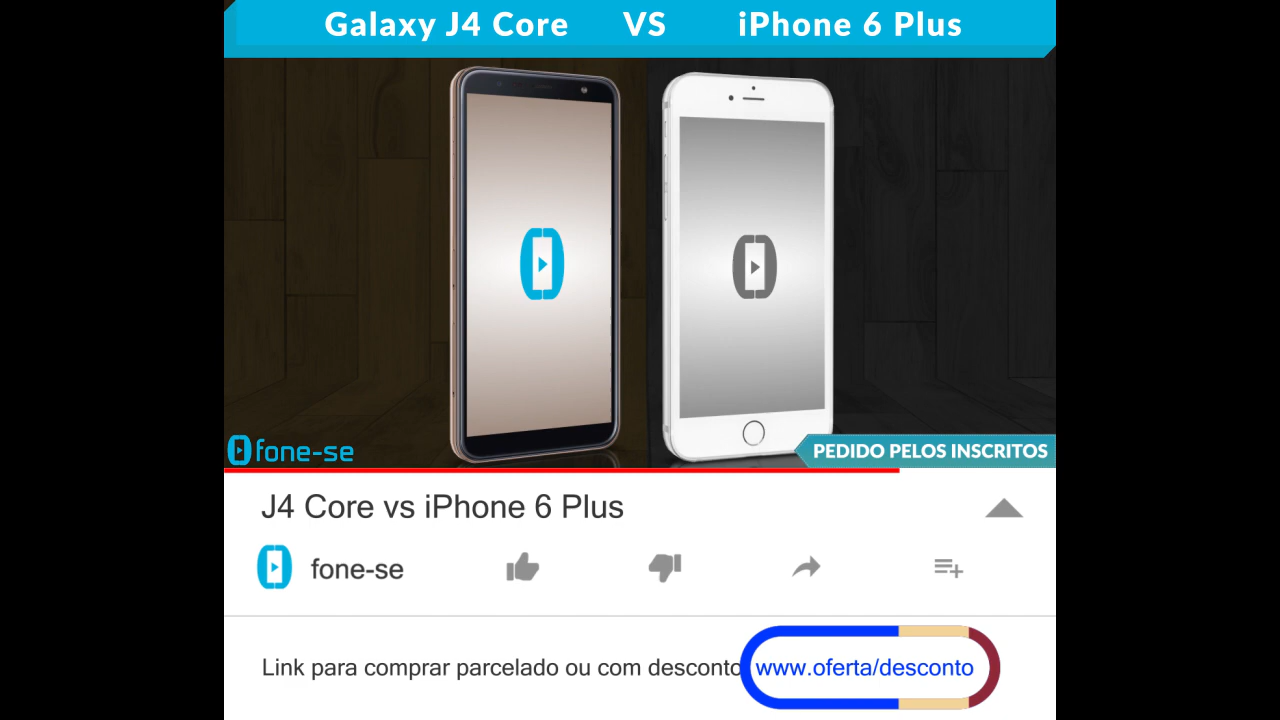 Galaxy J4 Core VS iPhone 6 Plus
fone-se
PEDIDO PELOS INSCRITOS
J4 Core vs iPhone 6 Plus
fone-se
Link para comprar parcelado ou com desconto www.oferta/desconto